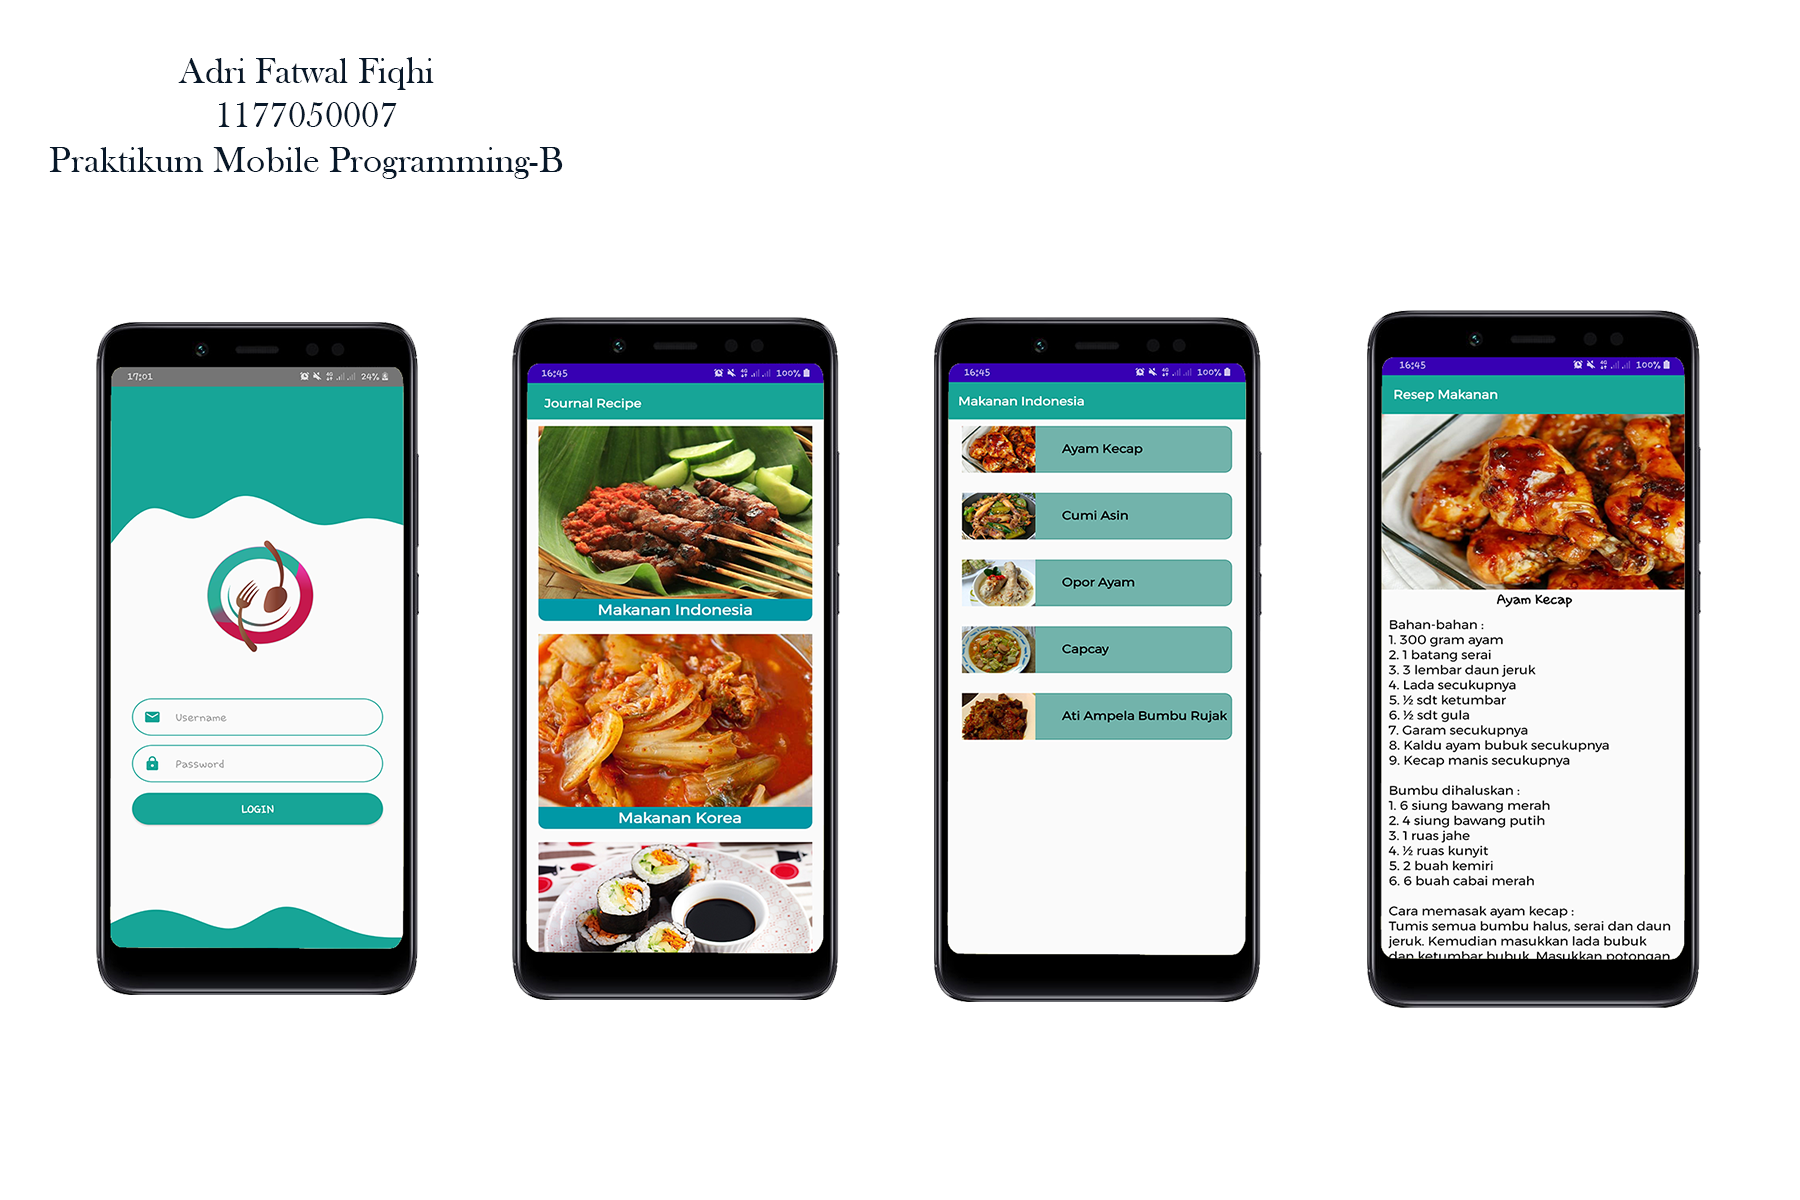 Adri Fatwal Fiqhi
1177050007
Praktikum Mobile Programming-B
17:01
24%
Username
Password
LOGIN
16:45
100%
Journal Recipe
Makanan Indonesia
Makanan Korea
16:45
100%
Makanan Indonesia
Ayam Kecap
Cumi Asin
Opor Ayam
Capcay
Ati Ampela Bumbu Rujak
16:45
100%
Resep Makanan
Ayam Kecap
Bahan-bahan :
1. 300 gram ayam
2. 1 batang serai
3. 3 lembar daun jeruk
4. Lada secukupnya
5. ½ sdt ketumbar
6. ½ sdt gula
7. Garam secukupnya
8. Kaldu ayam bubuk secukupnya
9. Kecap manis secukupnya
Bumbu dihaluskan :
1. 6 siung bawang merah
2. 4 siung bawang putih
3. 1 ruas jahe
4. ½ ruas kunyit
5. 2 buah kemiri
6. 6 buah cabai merah
Cara memasak ayam kecap :
Tumis semua bumbu halus, serai dan daun
jeruk. Kemudian masukkan lada bubuk
dan ketumbar bubuk. Masukkan potongan